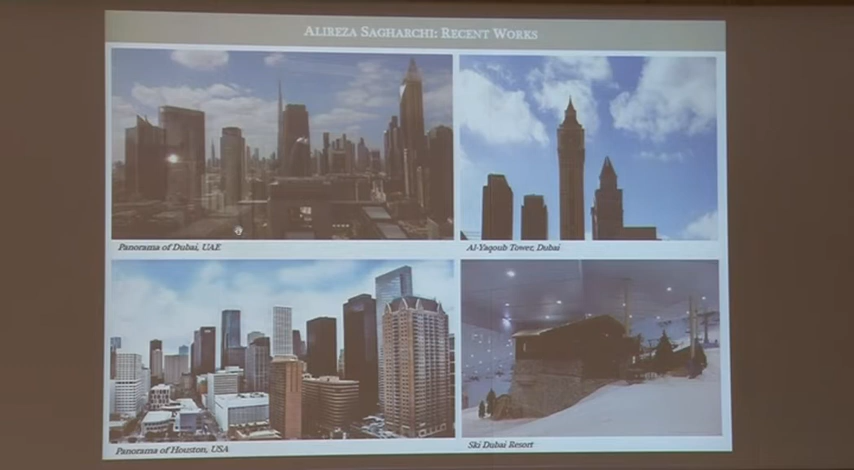 ALIREZA SAGHARCHI: RECENT WORKS
Panorama of Dubai, UAE
Al-Yaqoub Tower, Dubai
Panorama of Houston, USA
Ski Dubai Resort